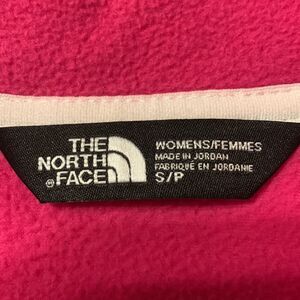 THE
NORTH
FACE
®
WOMENS/FEMMES
MADE IN JORDAN
FABRIQUÉ EN JORDANIE
S/P